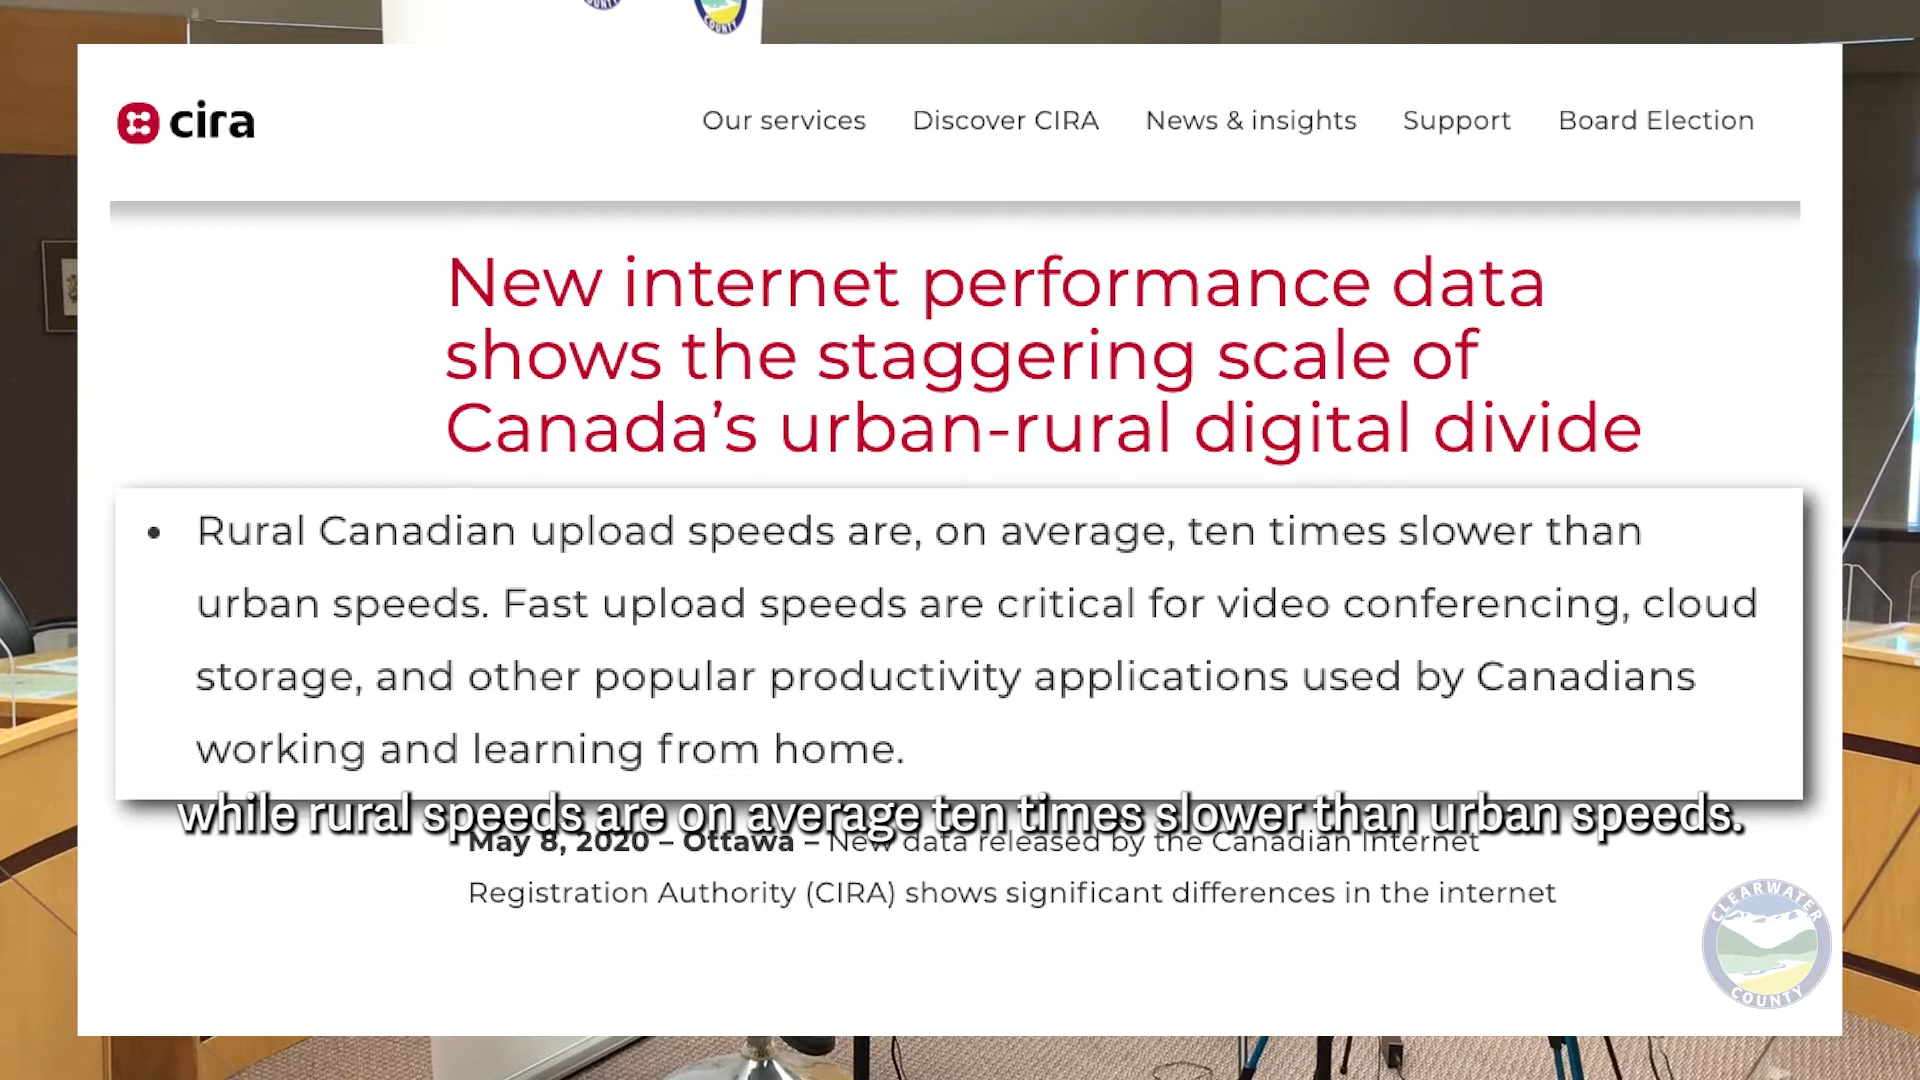 COUNTY
COUNTY
cira
Our services Discover CIRA News & insights Support Board Election
New internet performance data
shows the staggering scale of
Canada’s urban-rural digital divide
• Rural Canadian upload speeds are, on average, ten times slower than
urban speeds. Fast upload speeds are critical for video conferencing, cloud
storage, and other popular productivity applications used by Canadians
working and learning from home.
while rural speeds are on average ten times slower than urban speeds.
May 8, 2020 – Ottawa – New data released by the Canadian Internet
Registration Authority (CIRA) shows significant differences in the internet
CLEARWATER
COUNTY